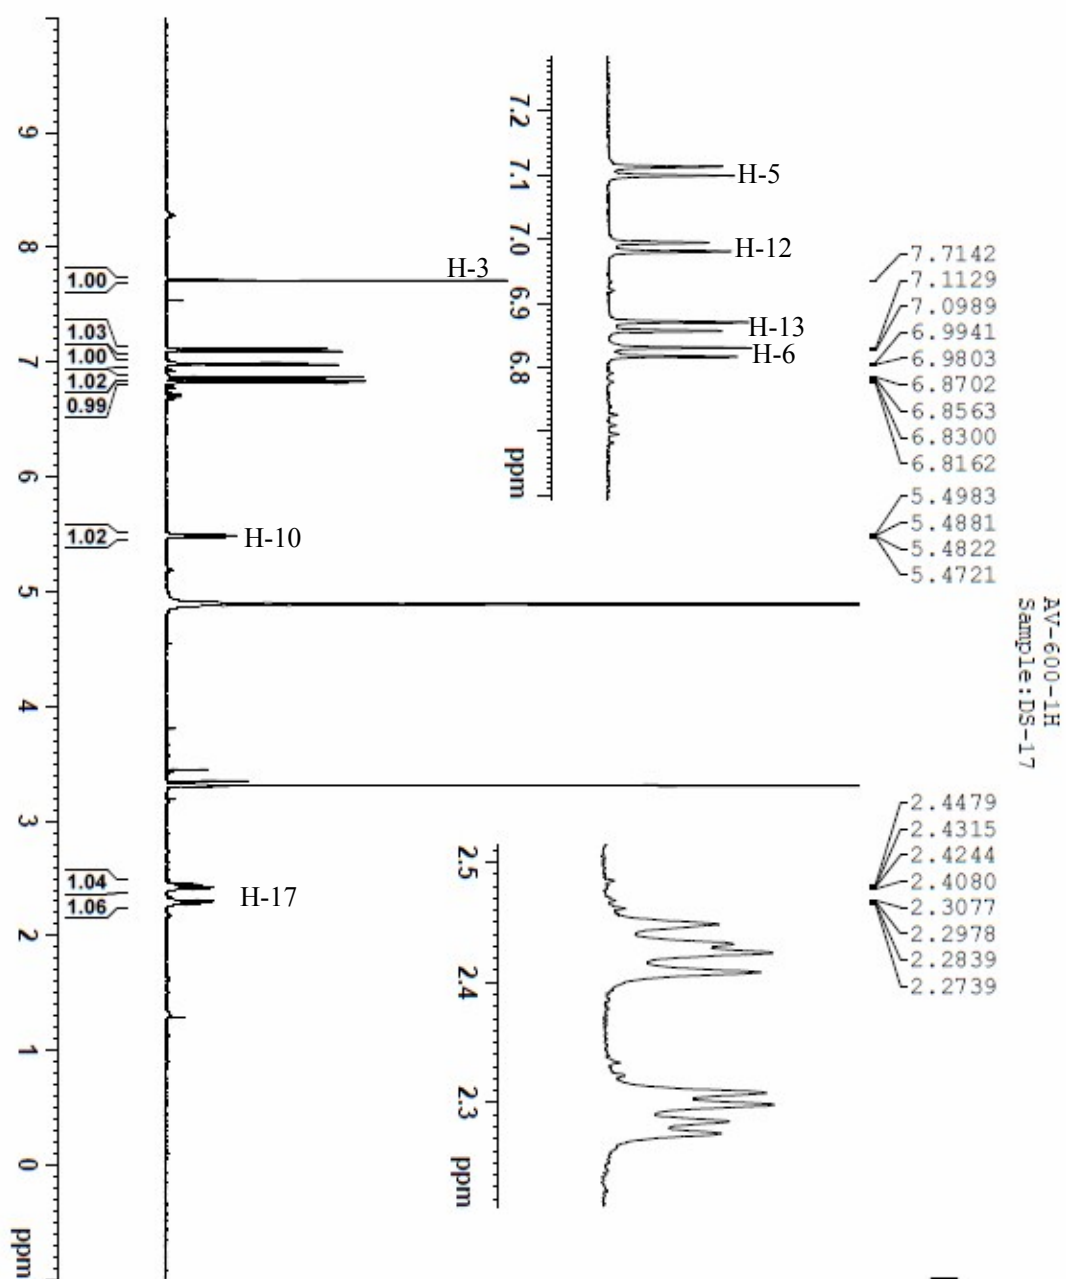 AV-600-1H
Sample:DS-17
7.7142
7.1129
7.0989
6.9941
6.9803
6.8702
6.8563
6.8300
6.8162
5.4983
5.4881
5.4822
5.4721
2.4479
2.4315
2.4244
2.4080
2.3077
2.2978
2.2839
2.2739
H-5
H-12
H-13
H-6
7.2 7.1 7.0 6.9 6.8 ppm
2.5 2.4 2.3 ppm
H-3
H-10
H-17
1.00
1.03
1.00
1.02
0.99
1.02
1.04
1.06
9 8 7 6 5 4 3 2 1 0 ppm